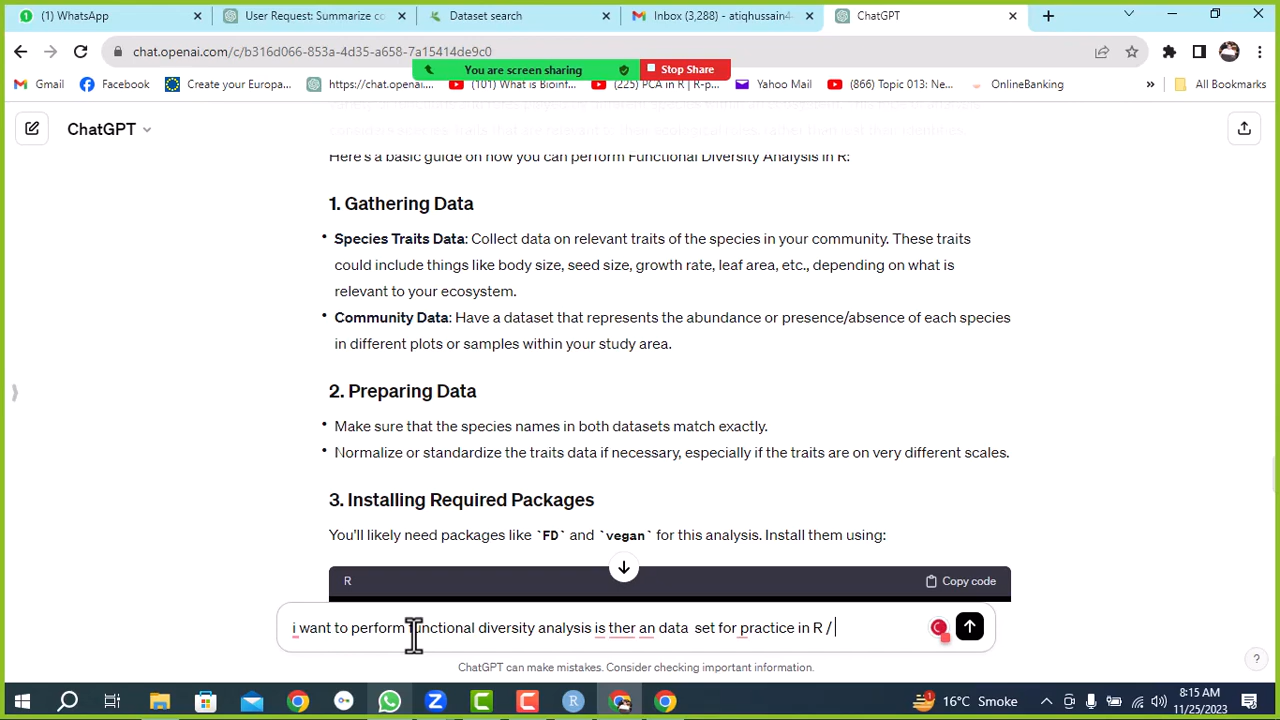 (1) WhatsApp
User Request: Summarize co
Dataset search
Inbox (3,288) - atiqhussain4
ChatGPT
chat.openai.com/c/b316d066-853a-4d35-a658-7a15414de9c0
You are screen sharing
Stop Share
Gmail
Facebook
Create your Europa...
https://chat.openai....
(101) What is Bioinf...
(225) PCA in R | R-p...
Yahoo Mail
(866) Topic 013: Ne...
OnlineBanking
»
All Bookmarks
ChatGPT
Here's a basic guide on how you can perform Functional Diversity Analysis in R:
1. Gathering Data
• Species Traits Data: Collect data on relevant traits of the species in your community. These traits
could include things like body size, seed size, growth rate, leaf area, etc., depending on what is
relevant to your ecosystem.
• Community Data: Have a dataset that represents the abundance or presence/absence of each species
in different plots or samples within your study area.
2. Preparing Data
• Make sure that the species names in both datasets match exactly.
• Normalize or standardize the traits data if necessary, especially if the traits are on very different scales.
3. Installing Required Packages
You'll likely need packages like `FD` and `vegan` for this analysis. Install them using:
R
Copy code
i want to perform functional diversity analysis is ther an data set for practice in R /
ChatGPT can make mistakes. Consider checking important information.
?
16°C Smoke
8:15 AM
11/25/2023